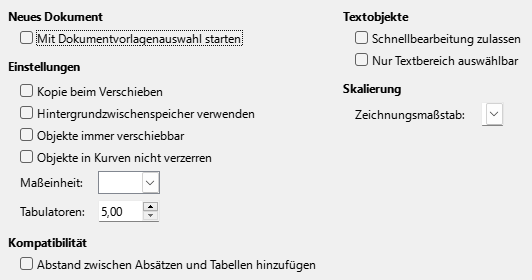 Neues Dokument
Mit Dokumentvorlagenauswahl starten
Einstellungen
Kopie beim Verschieben
Hintergrundzwischenspeicher verwenden
Objekte immer verschiebbar
Objekte in Kurven nicht verzerren
Maßeinheit:
Tabulatoren: 5,00
Kompatibilität
Abstand zwischen Absätzen und Tabellen hinzufügen
Textobjekte
Schnellbearbeitung zulassen
Nur Textbereich auswählbar
Skalierung
Zeichnungsmaßstab: